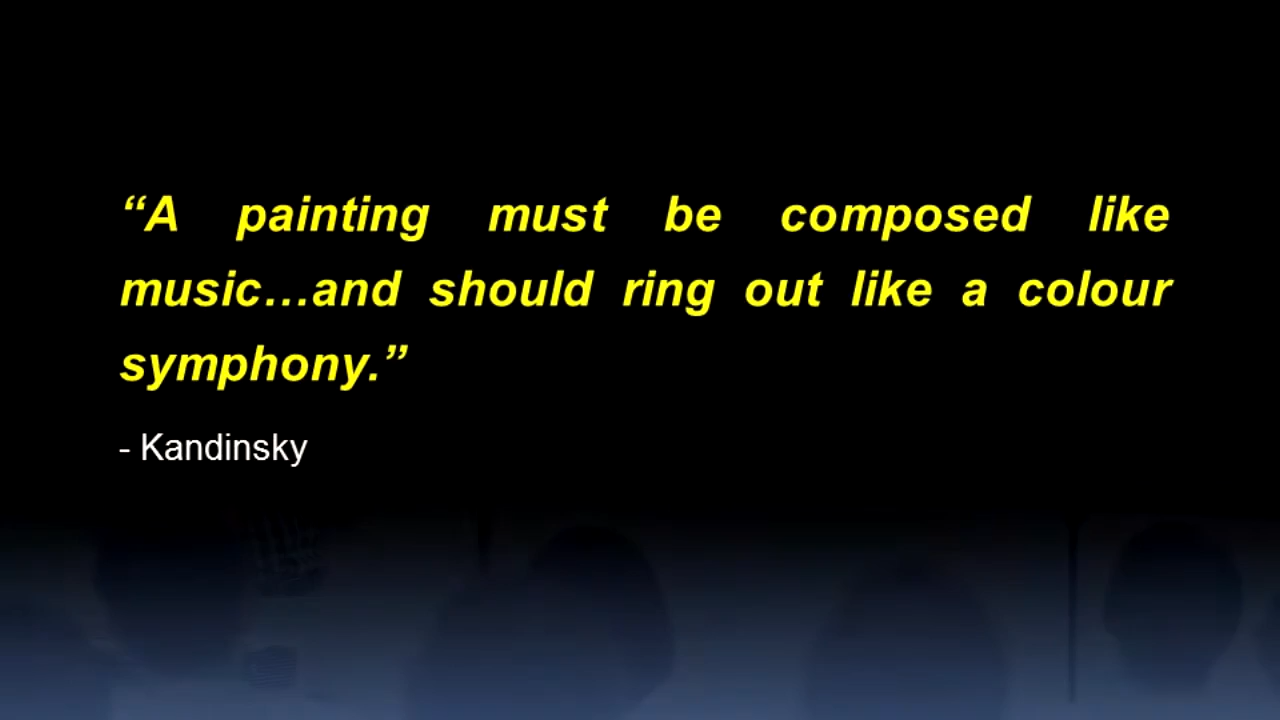 “A painting must be composed like
music…and should ring out like a colour
symphony.”
- Kandinsky